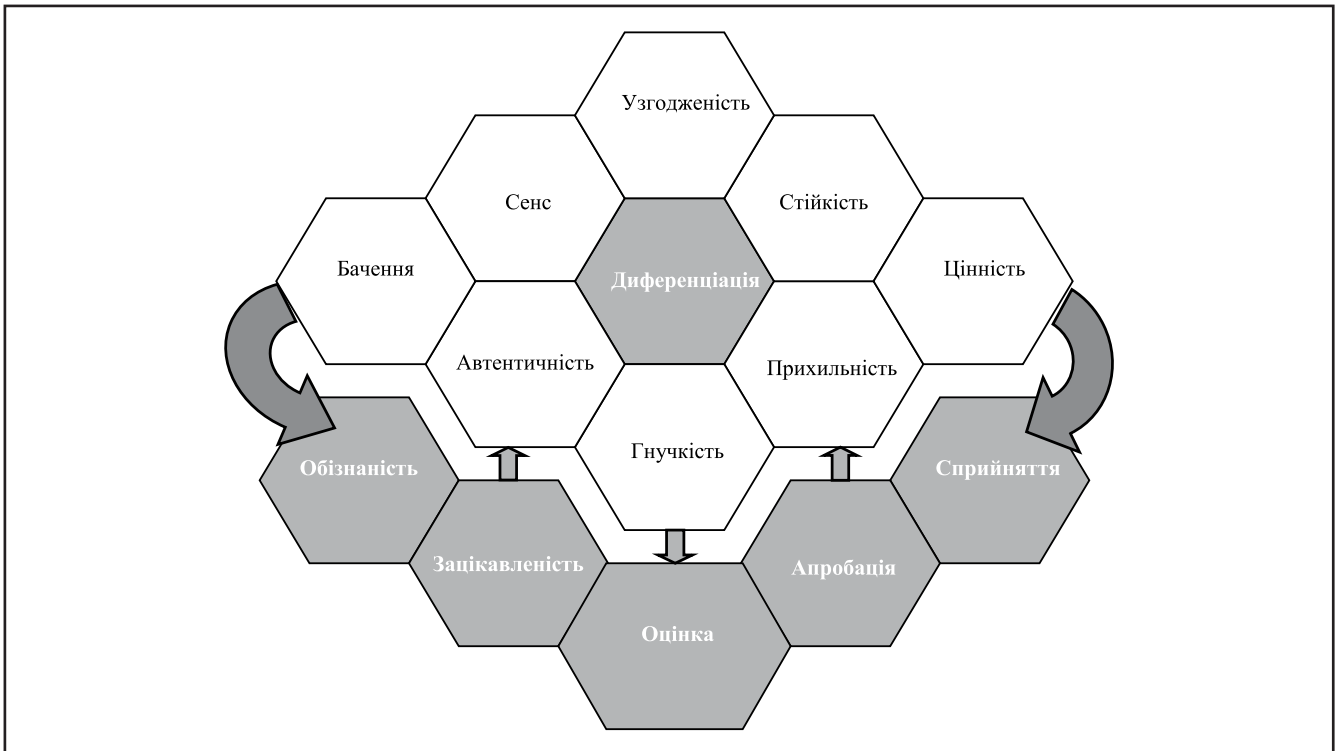 Узгодженість
Сенс
Стійкість
Бачення
Диференціація
Цінність
Автентичність
Прихильність
Гнучкість
Обізнаність
Сприйняття
Зацікавленість
Апробація
Оцінка